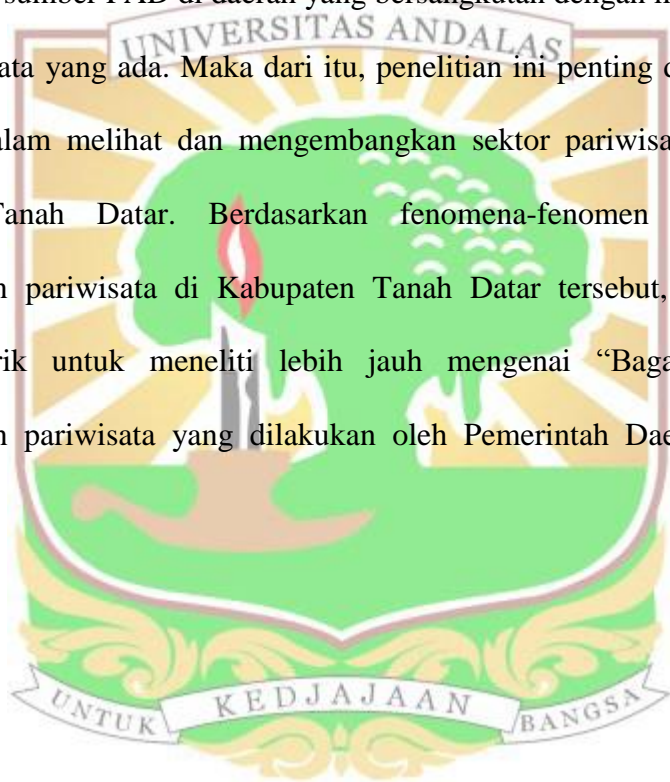 sumber PAD di daerah yang bersangkutan dengan
UNIVERSITAS ANDALAS
ata yang ada. Maka dari itu, penelitian ini penting
alam melihat dan mengembangkan sektor pariwisa
Tanah Datar. Berdasarkan fenomena-fenomen
n pariwisata di Kabupaten Tanah Datar tersebut,
rik untuk meneliti lebih jauh mengenai “Baga
n pariwisata yang dilakukan oleh Pemerintah Dae
UNTUK KEDJAJAAN BANGSA